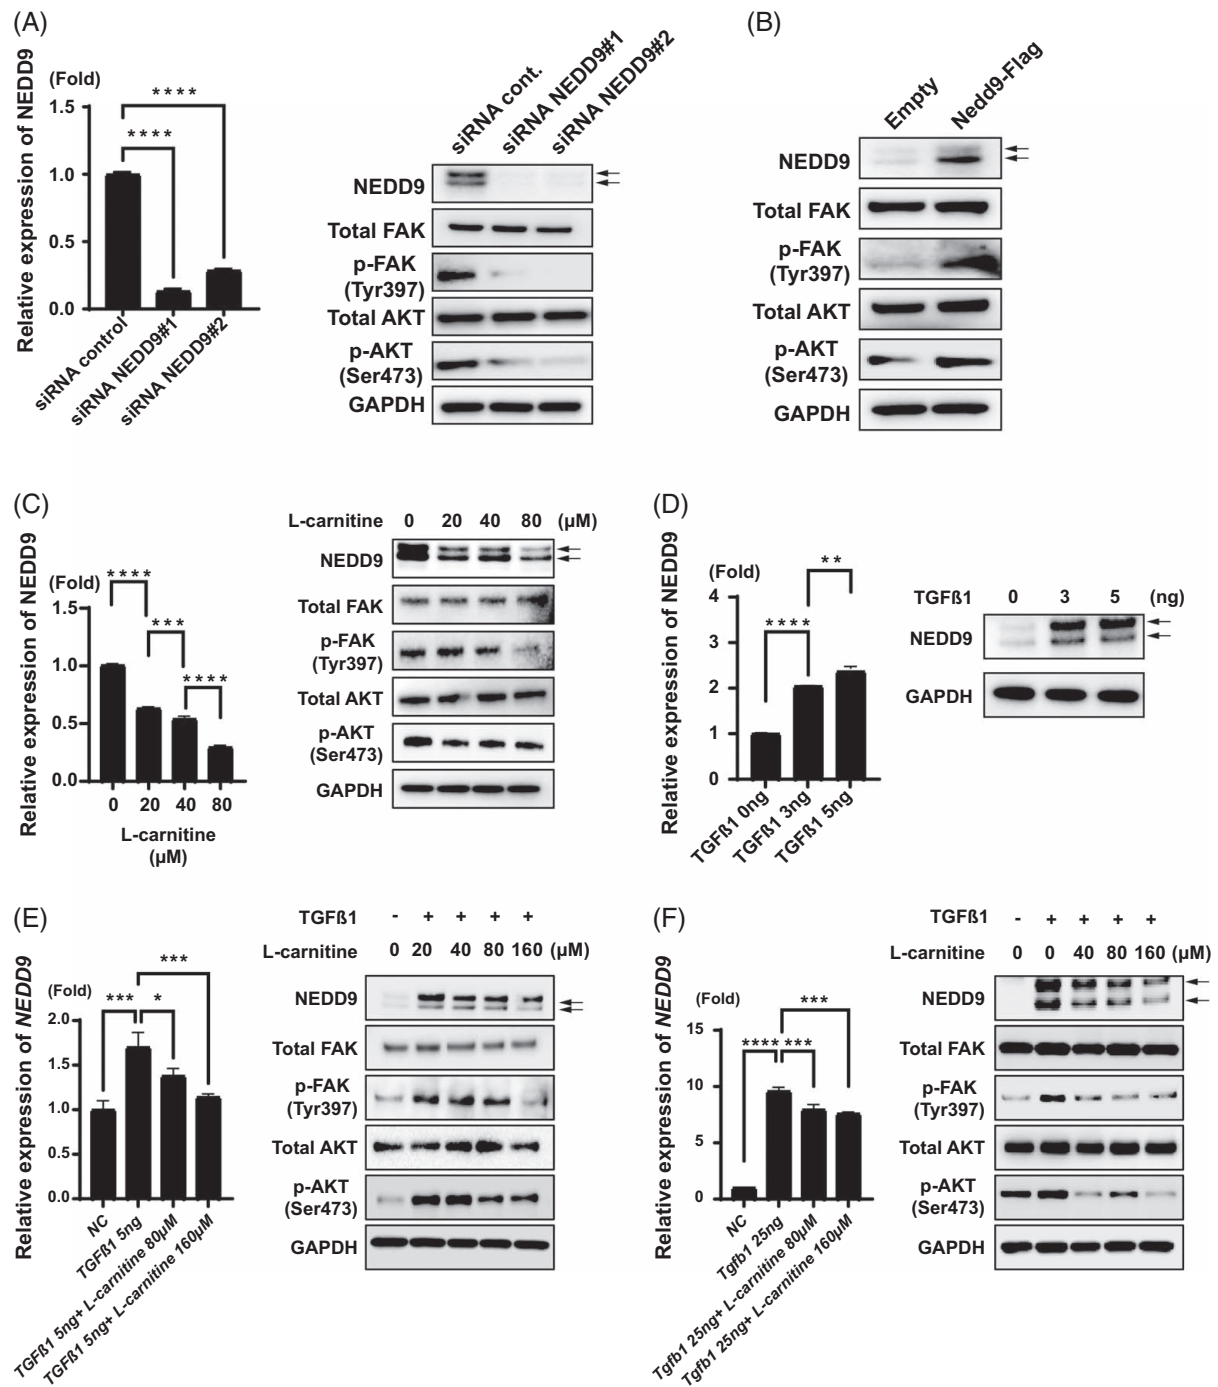 (A)
Relative expression of NEDD9
(Fold)
1.5
1.0
0.5
0.0
****
****
siRNA control
siRNA NEDD9#1
siRNA NEDD9#2
siRNA cont.
siRNA NEDD9#1
siRNA NEDD9#2
NEDD9
Total FAK
p-FAK
(Tyr397)
Total AKT
p-AKT
(Ser473)
GAPDH
(B)
Empty
Nedd9-Flag
NEDD9
Total FAK
p-FAK
(Tyr397)
Total AKT
p-AKT
(Ser473)
GAPDH
(C)
Relative expression of NEDD9
(Fold)
1.5
1.0
0.5
0.0
****
***
****
0 20 40 80
L-carnitine
(µM)
L-carnitine 0 20 40 80 (µM)
NEDD9
Total FAK
p-FAK
(Tyr397)
Total AKT
p-AKT
(Ser473)
GAPDH
(D)
Relative expression of NEDD9
(Fold)
4
3
2
1
0
****
**
TGFß1 0ng
TGFß1 3ng
TGFß1 5ng
TGFß1 0 3 5 (ng)
NEDD9
GAPDH
(E)
Relative expression of NEDD9
(Fold)
2.0
1.5
1.0
0.5
0.0
***
*** *
NC
TGFß1 5ng
TGFß1 5ng+ L-carnitine 80µM
TGFß1 5ng+ L-carnitine 160µM
TGFß1 - + + + +
L-carnitine 0 20 40 80 160 (µM)
NEDD9
Total FAK
p-FAK
(Tyr397)
Total AKT
p-AKT
(Ser473)
GAPDH
(F)
Relative expression of NEDD9
(Fold)
15
10
5
0
***
**** ***
NC
Tgfb1 25ng
Tgfb1 25ng+ L-carnitine 80µM
Tgfb1 25ng+ L-carnitine 160µM
TGFß1 - + + + +
L-carnitine 0 0 40 80 160 (µM)
NEDD9
Total FAK
p-FAK
(Tyr397)
Total AKT
p-AKT
(Ser473)
GAPDH